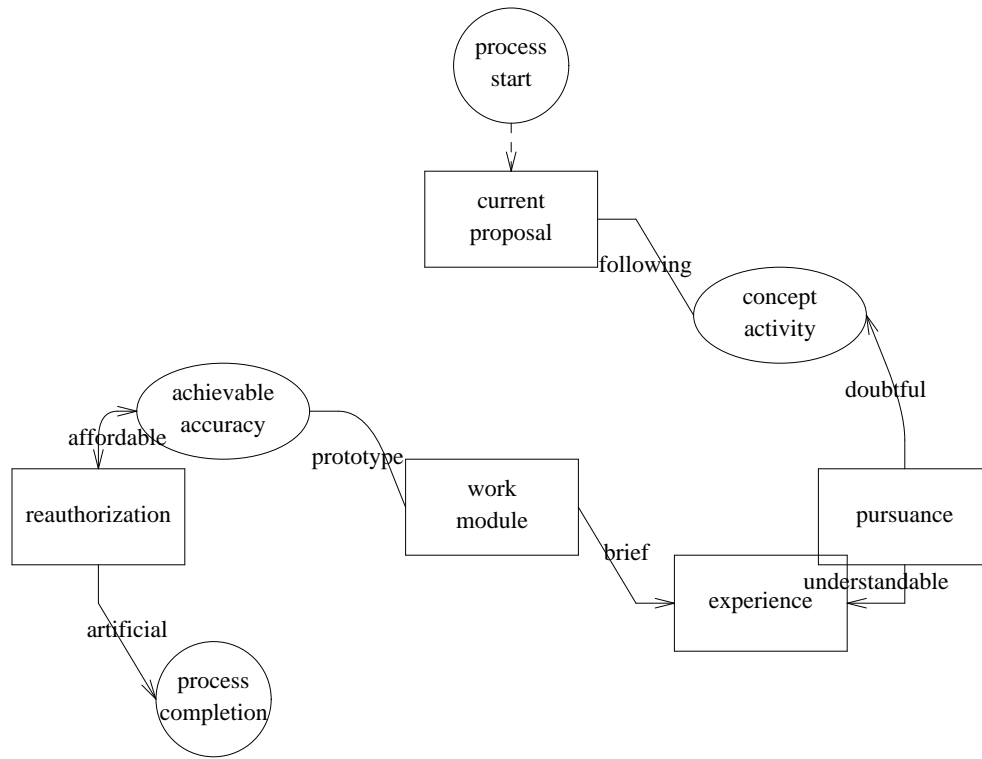 process
start
current
proposal
following
concept
activity
doubtful
achievable
accuracy
affordable
prototype
work
module
reauthorization
pursuance
brief
understandable
experience
artificial
process
completion